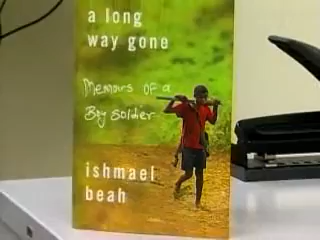 a long
way gone
Memoirs of a
Boy Soldier
ishmael
beah